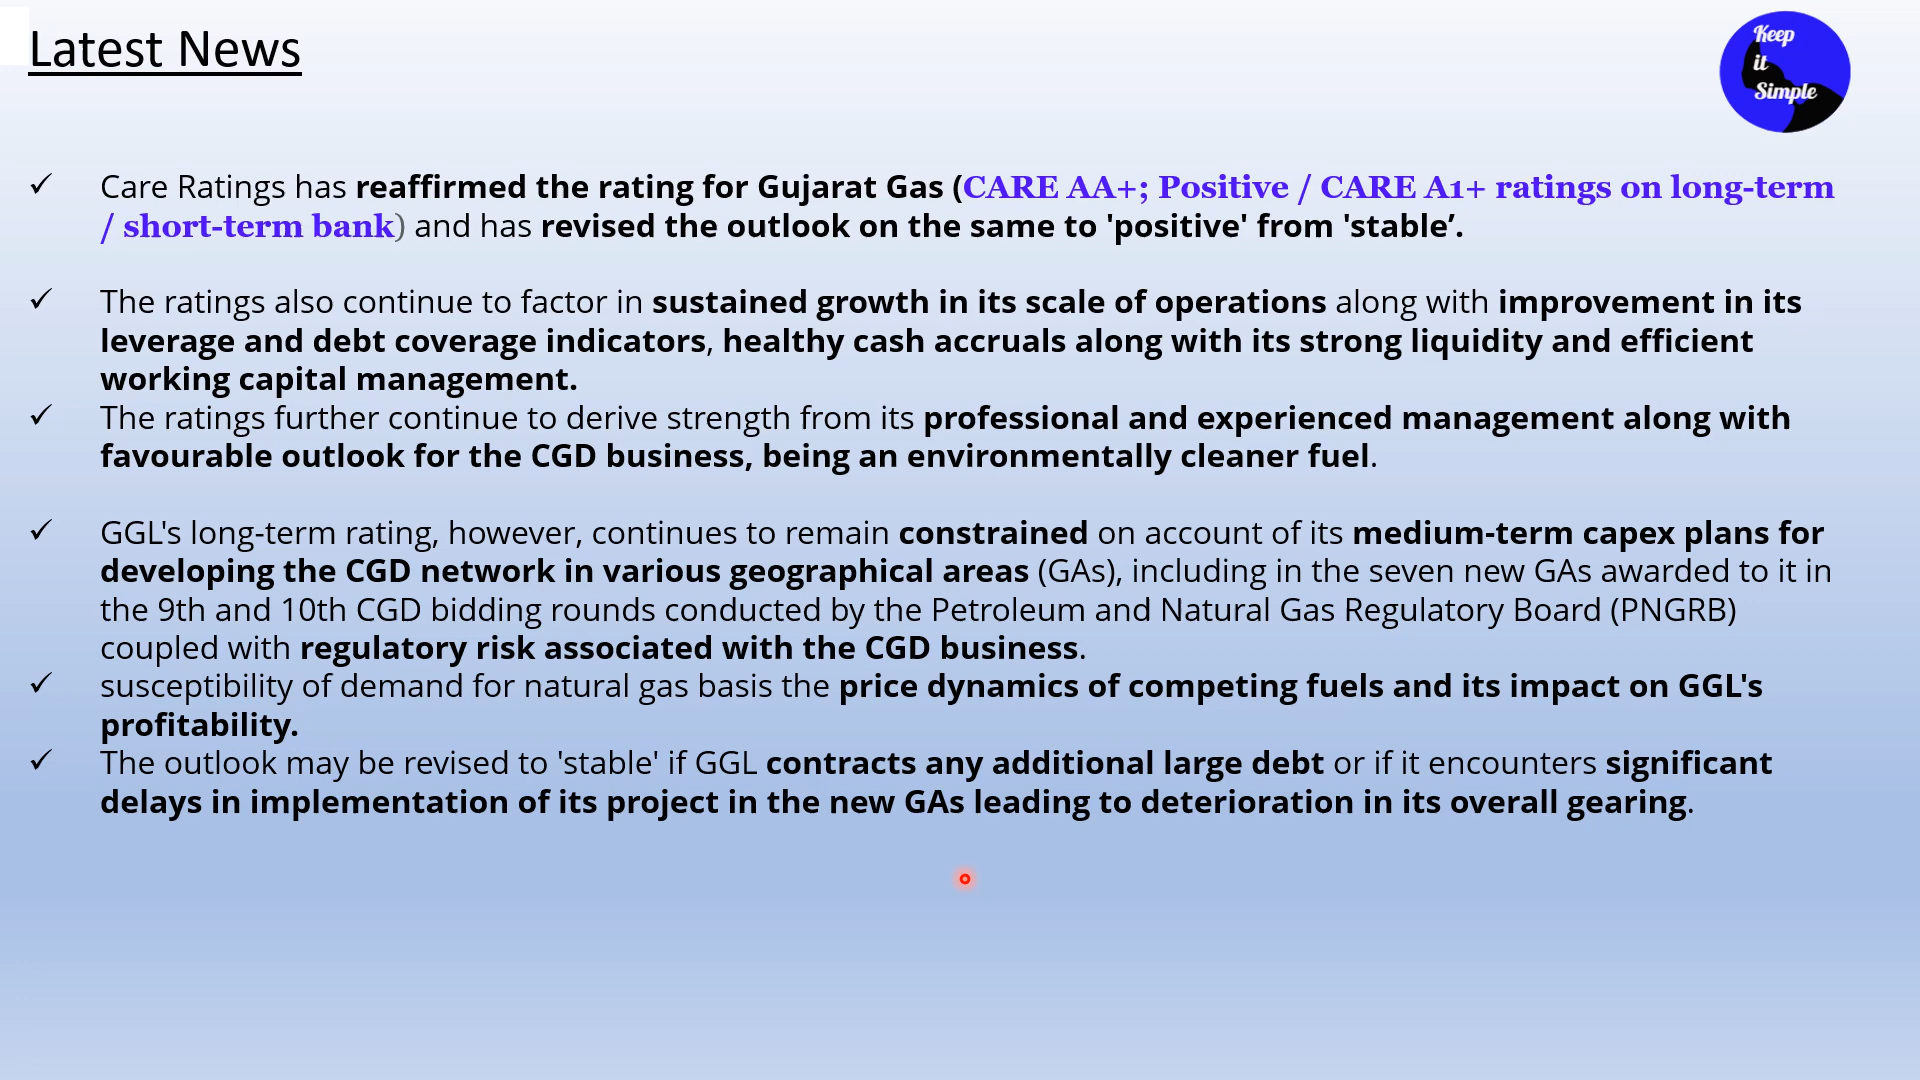 Latest News
Keep
it
Simple
✓ Care Ratings has reaffirmed the rating for Gujarat Gas (CARE AA+; Positive / CARE A1+ ratings on long-term
/ short-term bank) and has revised the outlook on the same to 'positive' from 'stable’.
✓ The ratings also continue to factor in sustained growth in its scale of operations along with improvement in its
leverage and debt coverage indicators, healthy cash accruals along with its strong liquidity and efficient
working capital management.
✓ The ratings further continue to derive strength from its professional and experienced management along with
favourable outlook for the CGD business, being an environmentally cleaner fuel.
✓ GGL's long-term rating, however, continues to remain constrained on account of its medium-term capex plans for
developing the CGD network in various geographical areas (GAs), including in the seven new GAs awarded to it in
the 9th and 10th CGD bidding rounds conducted by the Petroleum and Natural Gas Regulatory Board (PNGRB)
coupled with regulatory risk associated with the CGD business.
✓ susceptibility of demand for natural gas basis the price dynamics of competing fuels and its impact on GGL's
profitability.
✓ The outlook may be revised to 'stable' if GGL contracts any additional large debt or if it encounters significant
delays in implementation of its project in the new GAs leading to deterioration in its overall gearing.